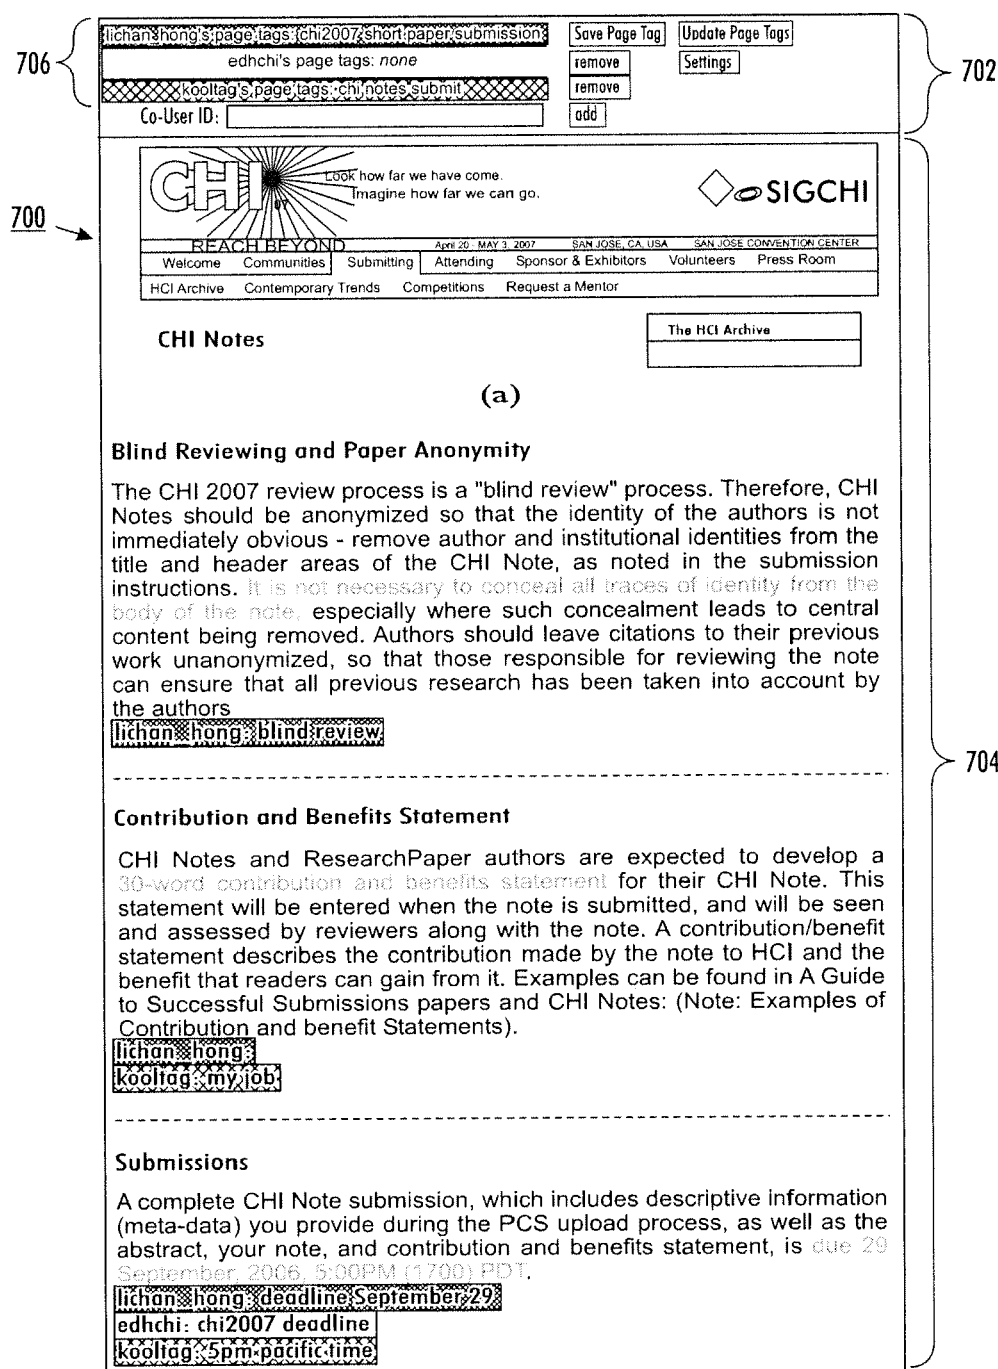 lichan_hong's page tags: chi2007 short paper submission
Save Page Tag
Update Page Tags
706
edhchi's page tags: none
remove
Settings
702
kooltag's page tags: chi notes submit
remove
Co-User ID:
add
CHI
07
Look how far we have come.
Imagine how far we can go.
SIGCHI
700
REACH BEYOND
April 20 - MAY 3, 2007 SAN JOSE, CA, USA SAN JOSE CONVENTION CENTER
Welcome Communities Submitting Attending Sponsor & Exhibitors Volunteers Press Room
HCI Archive Contemporary Trends Competitions Request a Mentor
CHI Notes
The HCI Archive
(a)
Blind Reviewing and Paper Anonymity
The CHI 2007 review process is a "blind review" process. Therefore, CHI
Notes should be anonymized so that the identity of the authors is not
immediately obvious - remove author and institutional identities from the
title and header areas of the CHI Note, as noted in the submission
instructions. It is not necessary to conceal all traces of identity from the
body of the note, especially where such concealment leads to central
content being removed. Authors should leave citations to their previous
work unanonymized, so that those responsible for reviewing the note
can ensure that all previous research has been taken into account by
the authors
lichan_hong: blind review
704
Contribution and Benefits Statement
CHI Notes and ResearchPaper authors are expected to develop a
30-word contribution and benefits statement for their CHI Note. This
statement will be entered when the note is submitted, and will be seen
and assessed by reviewers along with the note. A contribution/benefit
statement describes the contribution made by the note to HCI and the
benefit that readers can gain from it. Examples can be found in A Guide
to Successful Submissions papers and CHI Notes: (Note: Examples of
Contribution and benefit Statements).
lichan_hong:
kooltag: my job
Submissions
A complete CHI Note submission, which includes descriptive information
(meta-data) you provide during the PCS upload process, as well as the
abstract, your note, and contribution and benefits statement, is due 29
September, 2006, 5:00PM (1700) PDT.
lichan_hong: deadline September 29
edhchi: chi2007 deadline
kooltag: 5pm pacific time